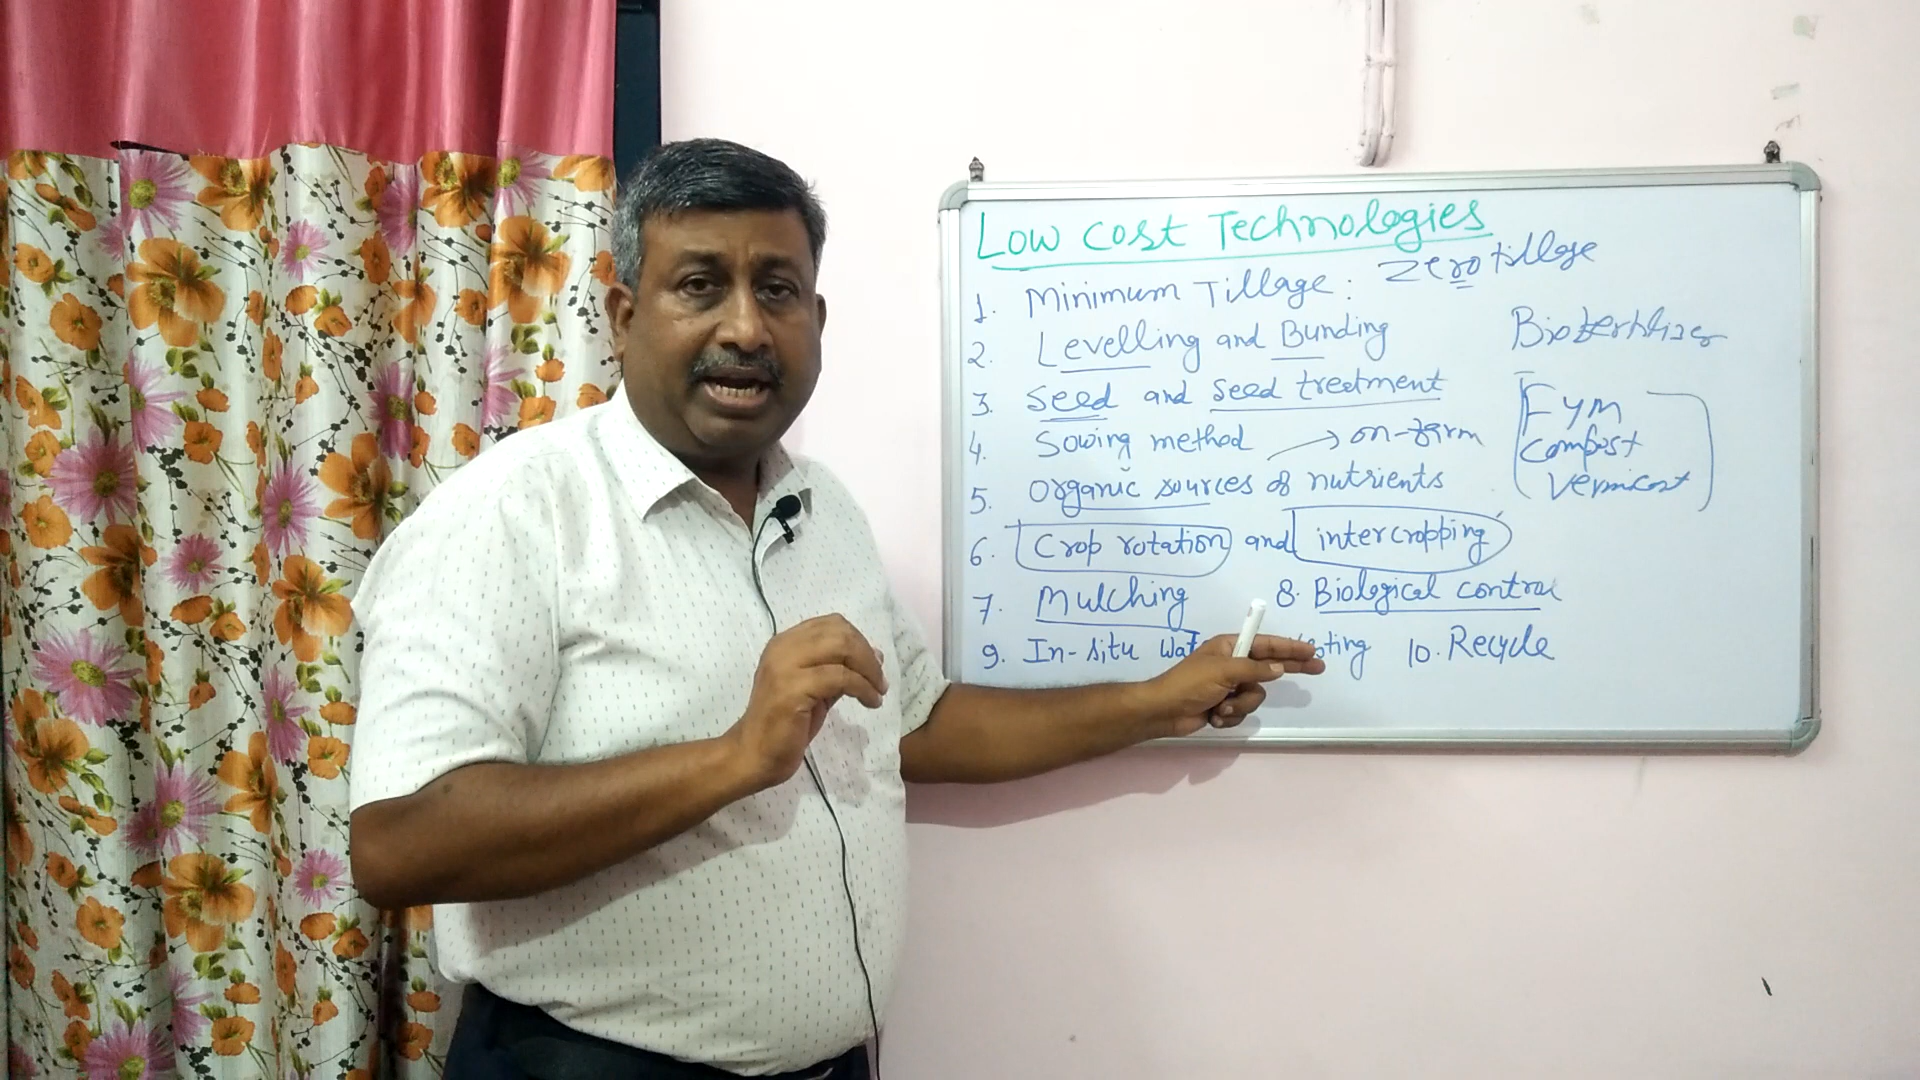 Low cost Technologies
1. Minimum Tillage: Zero tillage
2. Levelling and Bunding
Biofertilizer
3. Seed and seed treatment
FYM
4. Sowing method → on-farm
compost
5. Organic sources of nutrients
6. Crop rotation and intercropping
7. Mulching 8. Biological control
9. In-situ 10. Recycle